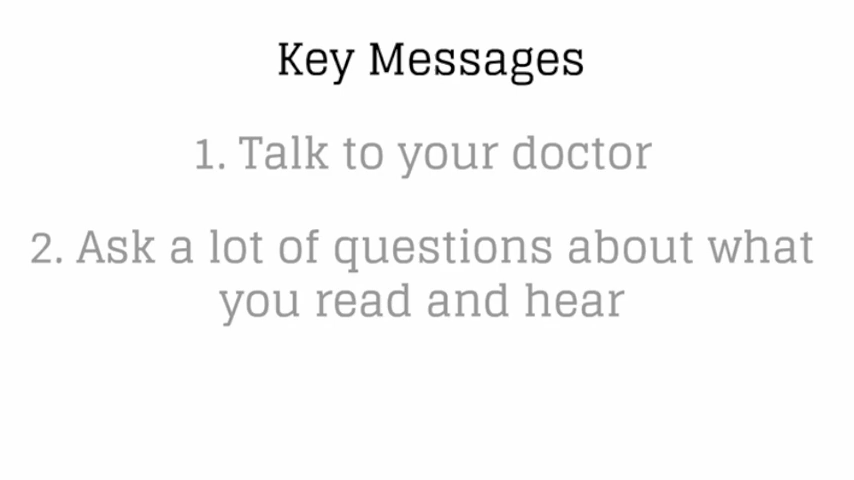 Key Messages
1. Talk to your doctor
2. Ask a lot of questions about what
you read and hear